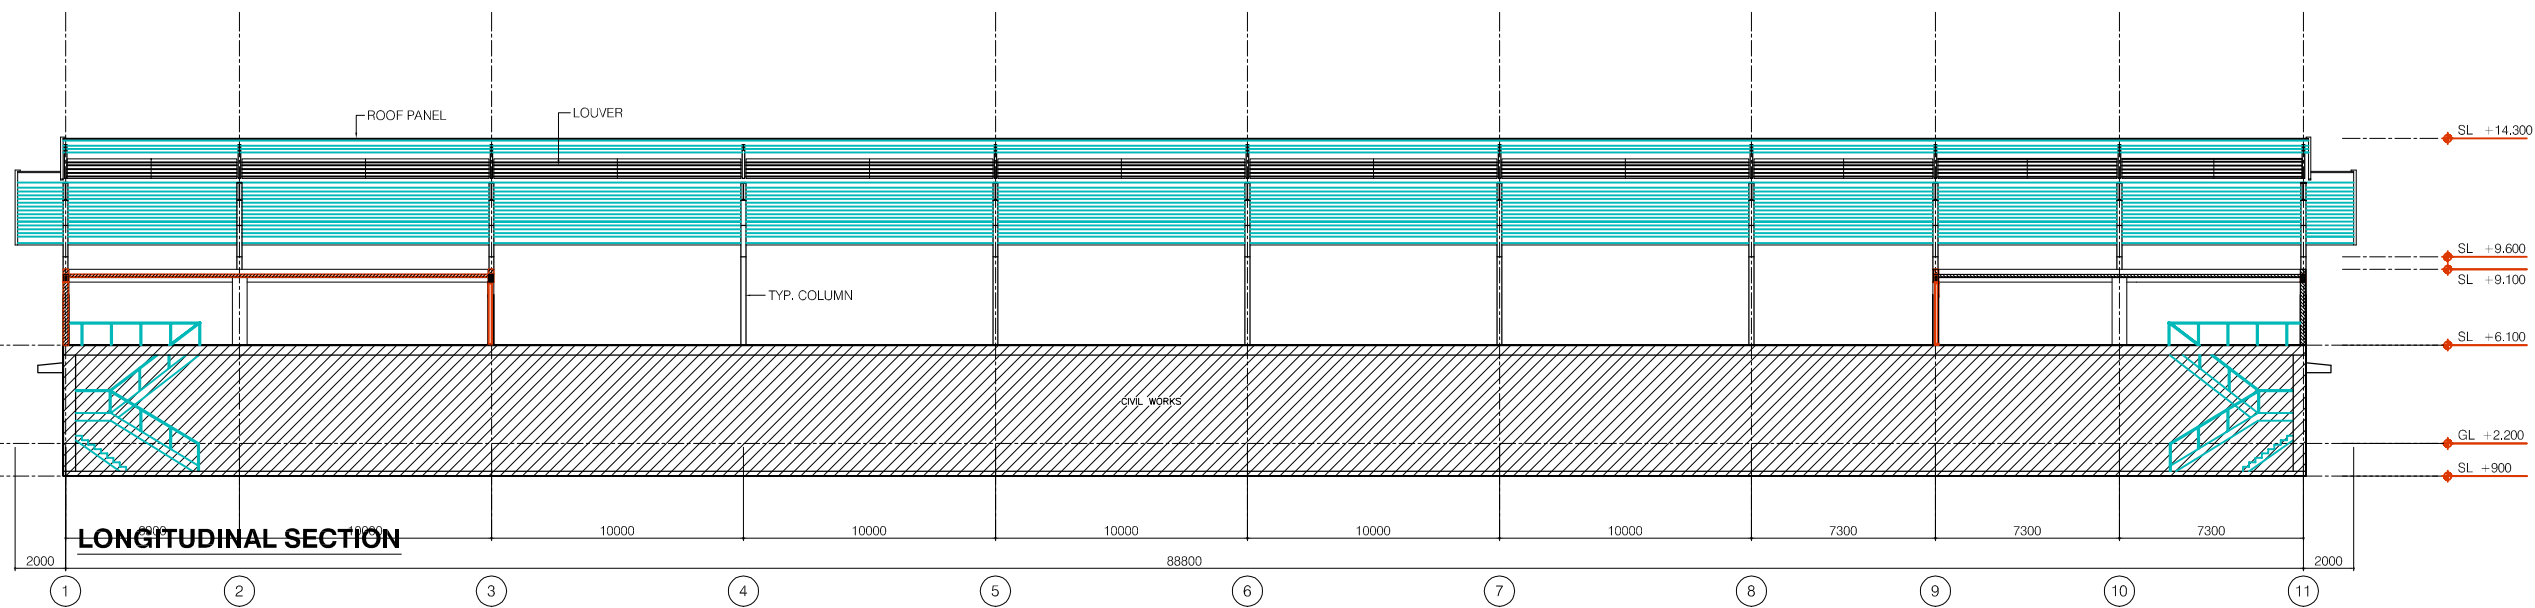 ROOF PANEL
LOUVER
SL +14.300
SL +9.600
SL +9.100
TYP. COLUMN
SL +6.100
CIVIL WORKS
GL +2.200
SL +900
6900 10000 10000 10000 10000 10000 10000 7300 7300 7300
LONGITUDINAL SECTION
2000 88800 2000
1 2 3 4 5 6 7 8 9 10 11